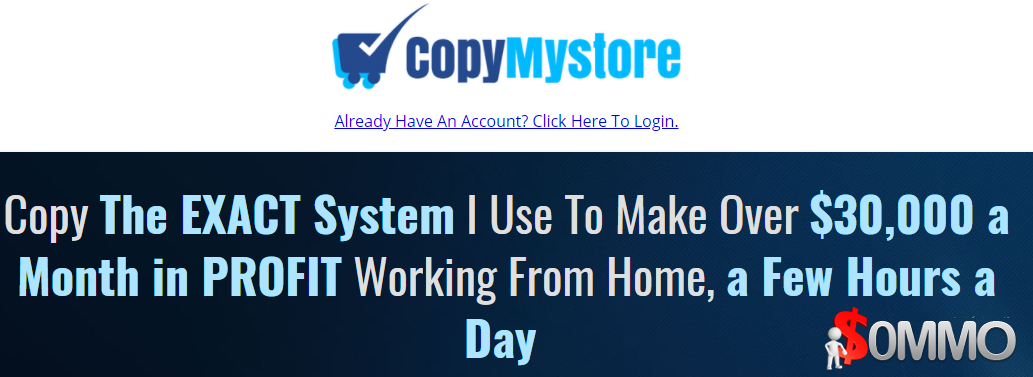 CopyMystore
Already Have An Account? Click Here To Login.
Copy The EXACT System I Use To Make Over $30,000 a
Month in PROFIT Working From Home, a Few Hours a
Day
$OMMO